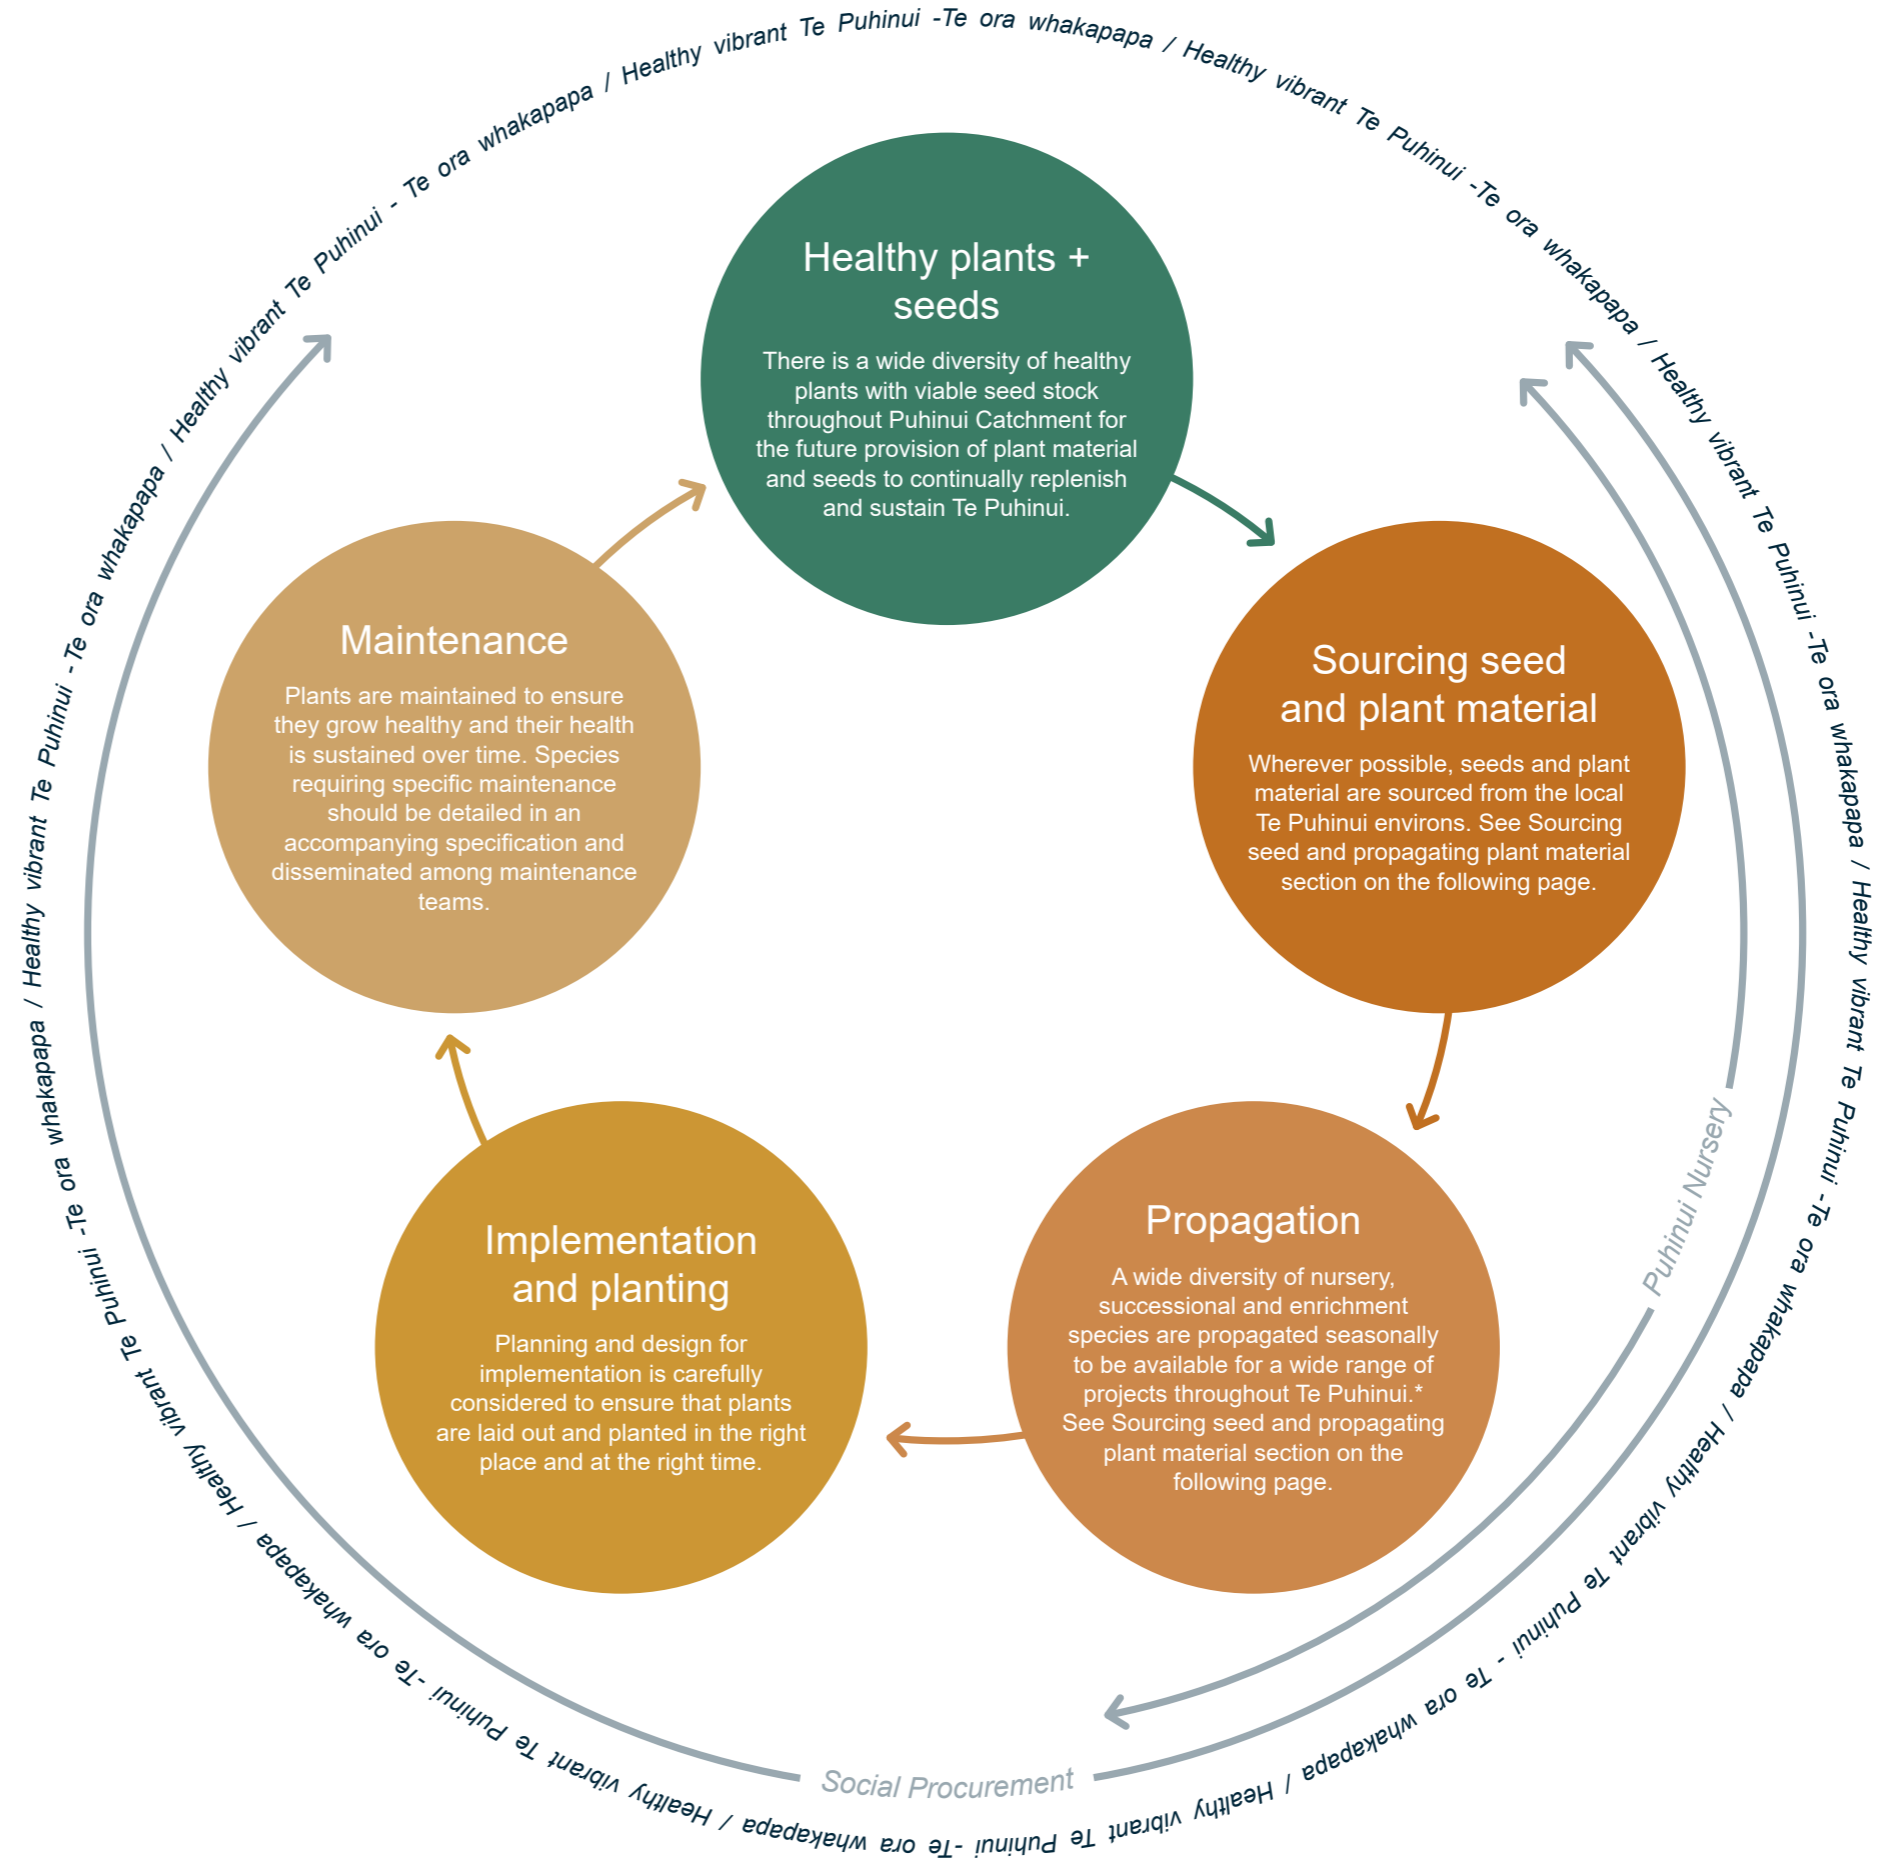 Healthy vibrant Te Puhinui -Te ora whakapapa / Healthy vibrant Te Puhinui -Te ora whakapapa / Healthy vibrant Te Puhinui -Te ora whakapapa / Healthy vibrant Te Puhinui -Te ora whakapapa / Healthy vibrant Te Puhinui - Te ora whakapapa / Healthy vibrant Te Puhinui -Te ora whakapapa / Healthy vibrant Te Puhinui -Te ora whakapapa / Healthy vibrant Te Puhinui -Te ora whakapapa / Healthy vibrant Te Puhinui -Te ora whakapapa / Healthy vibrant Te Puhinui - Te ora whakapapa /
Healthy plants +
seeds
There is a wide diversity of healthy
plants with viable seed stock
throughout Puhinui Catchment for
the future provision of plant material
and seeds to continually replenish
and sustain Te Puhinui.
Sourcing seed
and plant material
Wherever possible, seeds and plant
material are sourced from the local
Te Puhinui environs. See Sourcing
seed and propagating plant material
section on the following page.
Propagation
A wide diversity of nursery,
successional and enrichment
species are propagated seasonally
to be available for a wide range of
projects throughout Te Puhinui.*
See Sourcing seed and propagating
plant material section on the
following page.
Implementation
and planting
Planning and design for
implementation is carefully
considered to ensure that plants
are laid out and planted in the right
place and at the right time.
Maintenance
Plants are maintained to ensure
they grow healthy and their health
is sustained over time. Species
requiring specific maintenance
should be detailed in an
accompanying specification and
disseminated among maintenance
teams.
Puhinui Nursery
Social Procurement